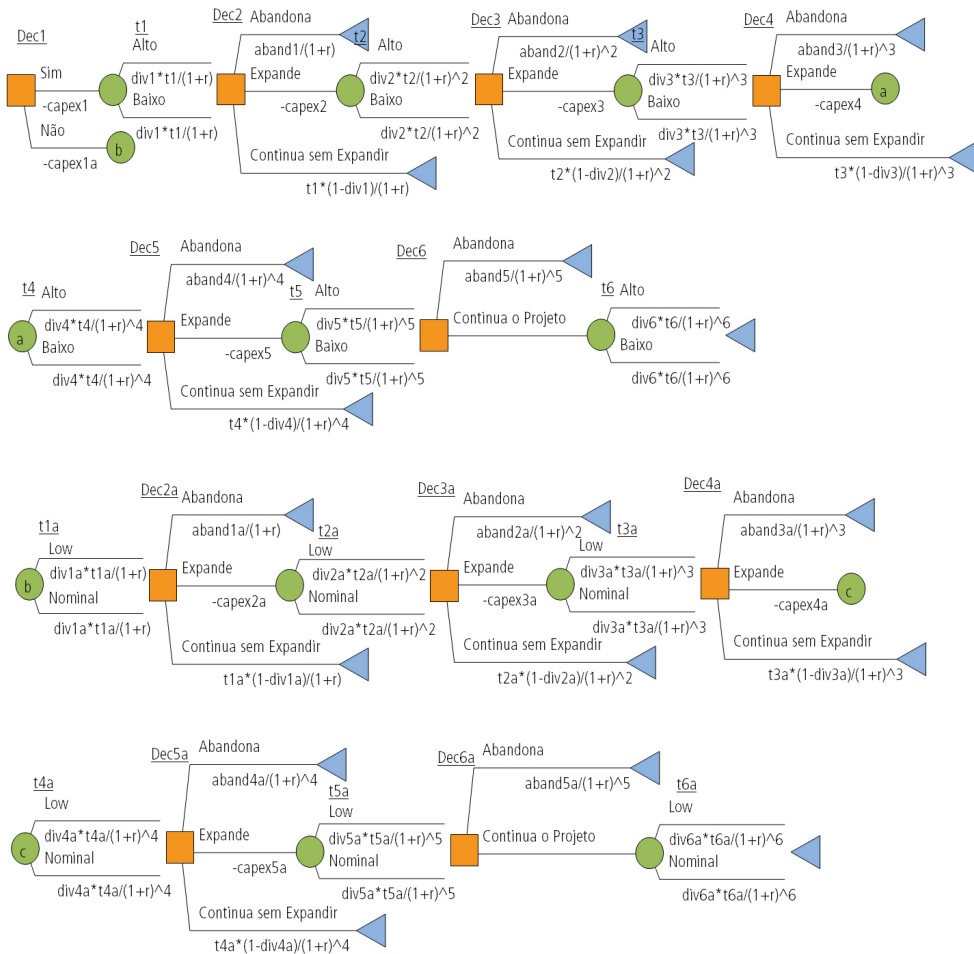 Dec1
Sim
-capex1
Não
-capex1a
b
t1
Alto
div1*t1/(1+r)
Baixo
div1*t1/(1+r)
Dec2
Abandona
aband1/(1+r)
Expande
-capex2
Continua sem Expandir
t1*(1-div1)/(1+r)
t2
Alto
div2*t2/(1+r)^2
Baixo
div2*t2/(1+r)^2
Dec3
Abandona
aband2/(1+r)^2
Expande
-capex3
Continua sem Expandir
t2*(1-div2)/(1+r)^2
t3
Alto
div3*t3/(1+r)^3
Baixo
div3*t3/(1+r)^3
Dec4
Abandona
aband3/(1+r)^3
Expande
-capex4
a
Continua sem Expandir
t3*(1-div3)/(1+r)^3
t4
a
Alto
div4*t4/(1+r)^4
Baixo
div4*t4/(1+r)^4
Dec5
Abandona
aband4/(1+r)^4
Expande
-capex5
Continua sem Expandir
t4*(1-div4)/(1+r)^4
t5
Alto
div5*t5/(1+r)^5
Baixo
div5*t5/(1+r)^5
Dec6
Abandona
aband5/(1+r)^5
Continua o Projeto
t6
Alto
div6*t6/(1+r)^6
Baixo
div6*t6/(1+r)^6
t1a
b
Low
div1a*t1a/(1+r)
Nominal
div1a*t1a/(1+r)
Dec2a
Abandona
aband1a/(1+r)
Expande
-capex2a
Continua sem Expandir
t1a*(1-div1a)/(1+r)
t2a
Low
div2a*t2a/(1+r)^2
Nominal
div2a*t2a/(1+r)^2
Dec3a
Abandona
aband2a/(1+r)^2
Expande
-capex3a
Continua sem Expandir
t2a*(1-div2a)/(1+r)^2
t3a
Low
div3a*t3a/(1+r)^3
Nominal
div3a*t3a/(1+r)^3
Dec4a
Abandona
aband3a/(1+r)^3
Expande
-capex4a
c
Continua sem Expandir
t3a*(1-div3a)/(1+r)^3
t4a
c
Low
div4a*t4a/(1+r)^4
Nominal
div4a*t4a/(1+r)^4
Dec5a
Abandona
aband4a/(1+r)^4
Expande
-capex5a
Continua sem Expandir
t4a*(1-div4a)/(1+r)^4
t5a
Low
div5a*t5a/(1+r)^5
Nominal
div5a*t5a/(1+r)^5
Dec6a
Abandona
aband5a/(1+r)^5
Continua o Projeto
t6a
Low
div6a*t6a/(1+r)^6
Nominal
div6a*t6a/(1+r)^6